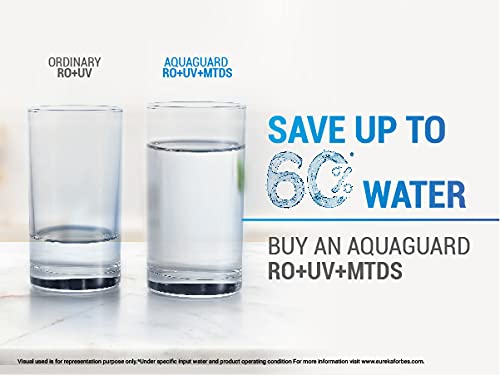 ORDINARY
RO+UV
AQUAGUARD
RO+UV+MTDS
SAVE UP TO
60%* WATER
BUY AN AQUAGUARD
RO+UV+MTDS
Visual used is for representation purpose only.*Under specific input water and product operating condition For more information visit www.eurekaforbes.com.